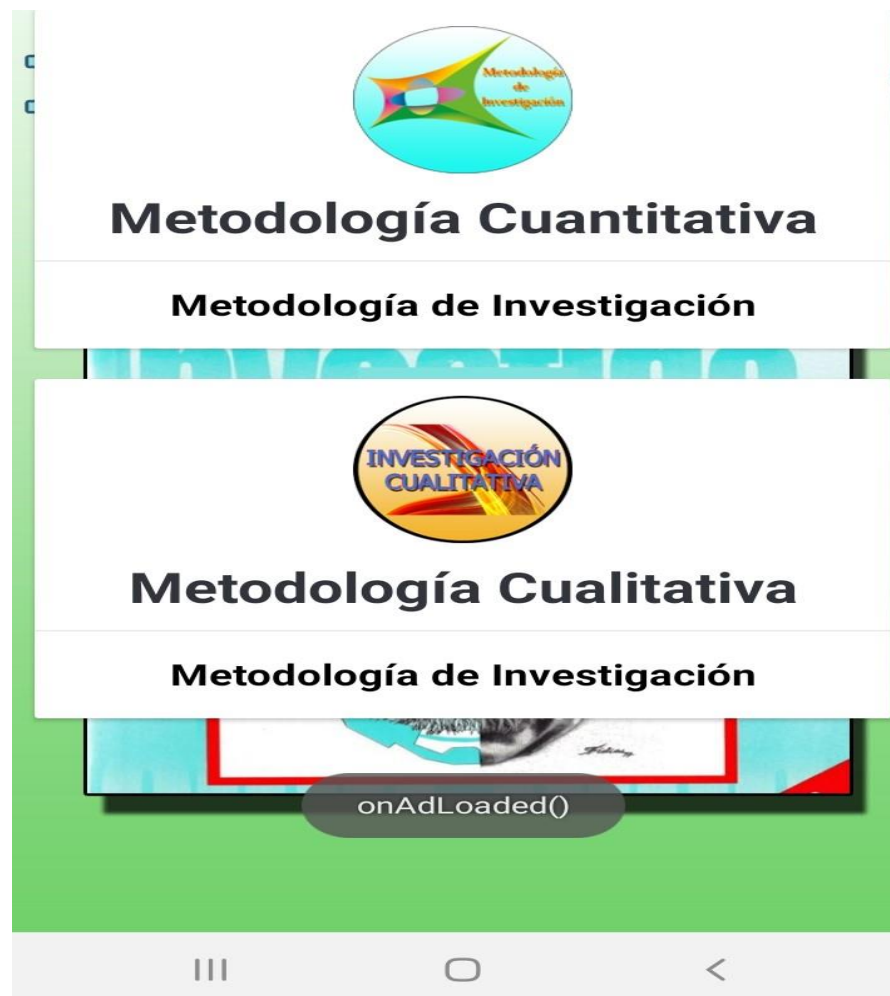 Metodología
de
Investigación
Metodología Cuantitativa
Metodología de Investigación
INVESTIGACIÓN
CUALITATIVA
Metodología Cualitativa
Metodología de Investigación
onAdLoaded()